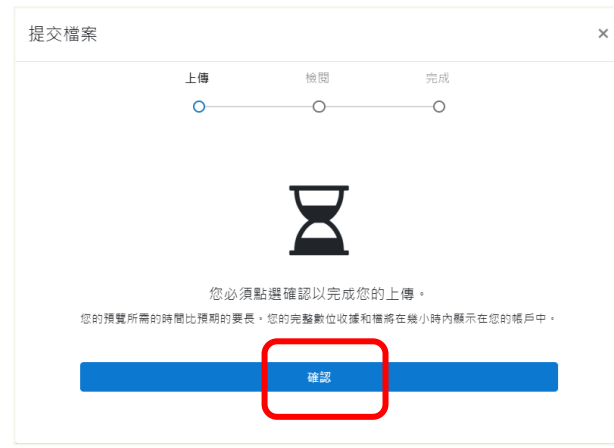 提交檔案 ×
上傳 檢閱 完成
您必須點選確認以完成您的上傳。
您的預覽所需的時間比預期的要長。您的完整數位收據和檔將在幾小時內顯示在您的帳戶中。
確認